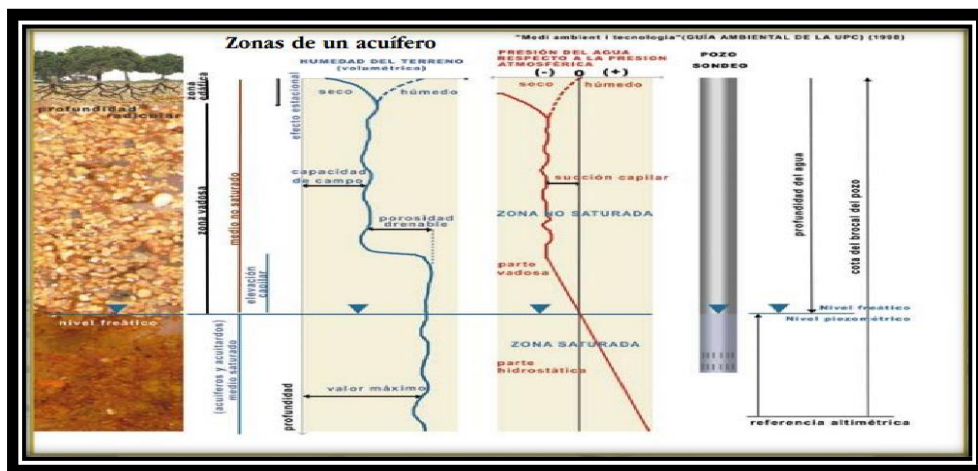 "Medi ambient i tecnologia"(GUÍA AMBIENTAL DE LA UPC) (1998)
Zonas de un acuífero
HUMEDAD DEL TERRENO
(volumétrica)
PRESIÓN DEL AGUA
RESPECTO A LA PRESION
ATMOSFÉRICA
(-) 0 (+)
POZO
SONDEO
zona
edáfica
profundidad
radicular
efecto estacional
seco
húmedo
seco
húmedo
zona vadosa
medio no saturado
capacidad
de campo
succión capilar
porosidad
drenable
ZONA NO SATURADA
elevación
capilar
parte
vadosa
profundidad del agua
cota del brocal del pozo
nivel freático
Nivel freático
Nivel piezométrico
(acuíferos y acuitardos)
medio saturado
ZONA SATURADA
parte
hidrostática
valor máximo
profundidad
referencia altimétrica